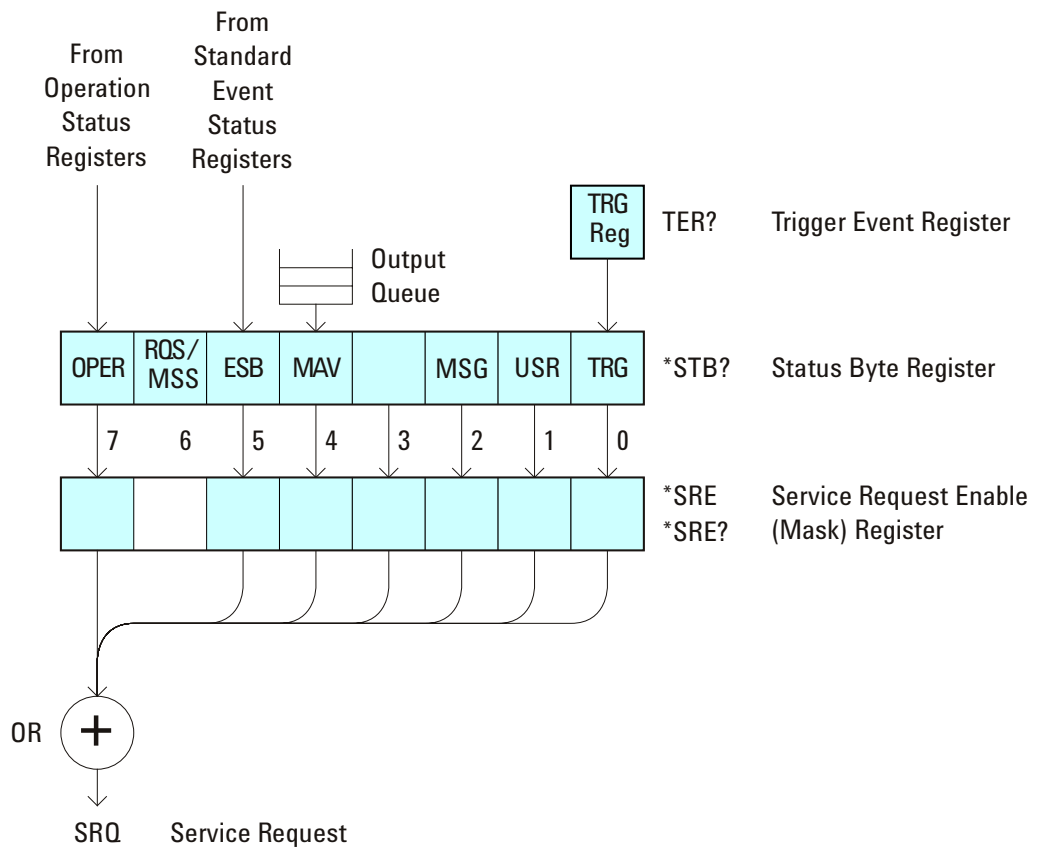 From
Operation
Status
Registers
From
Standard
Event
Status
Registers
TRG
Reg
TER? Trigger Event Register
Output
Queue
OPER RQS/ MSS ESB MAV MSG USR TRG *STB? Status Byte Register
7 6 5 4 3 2 1 0
*SRE Service Request Enable
*SRE? (Mask) Register
OR +
SRQ Service Request